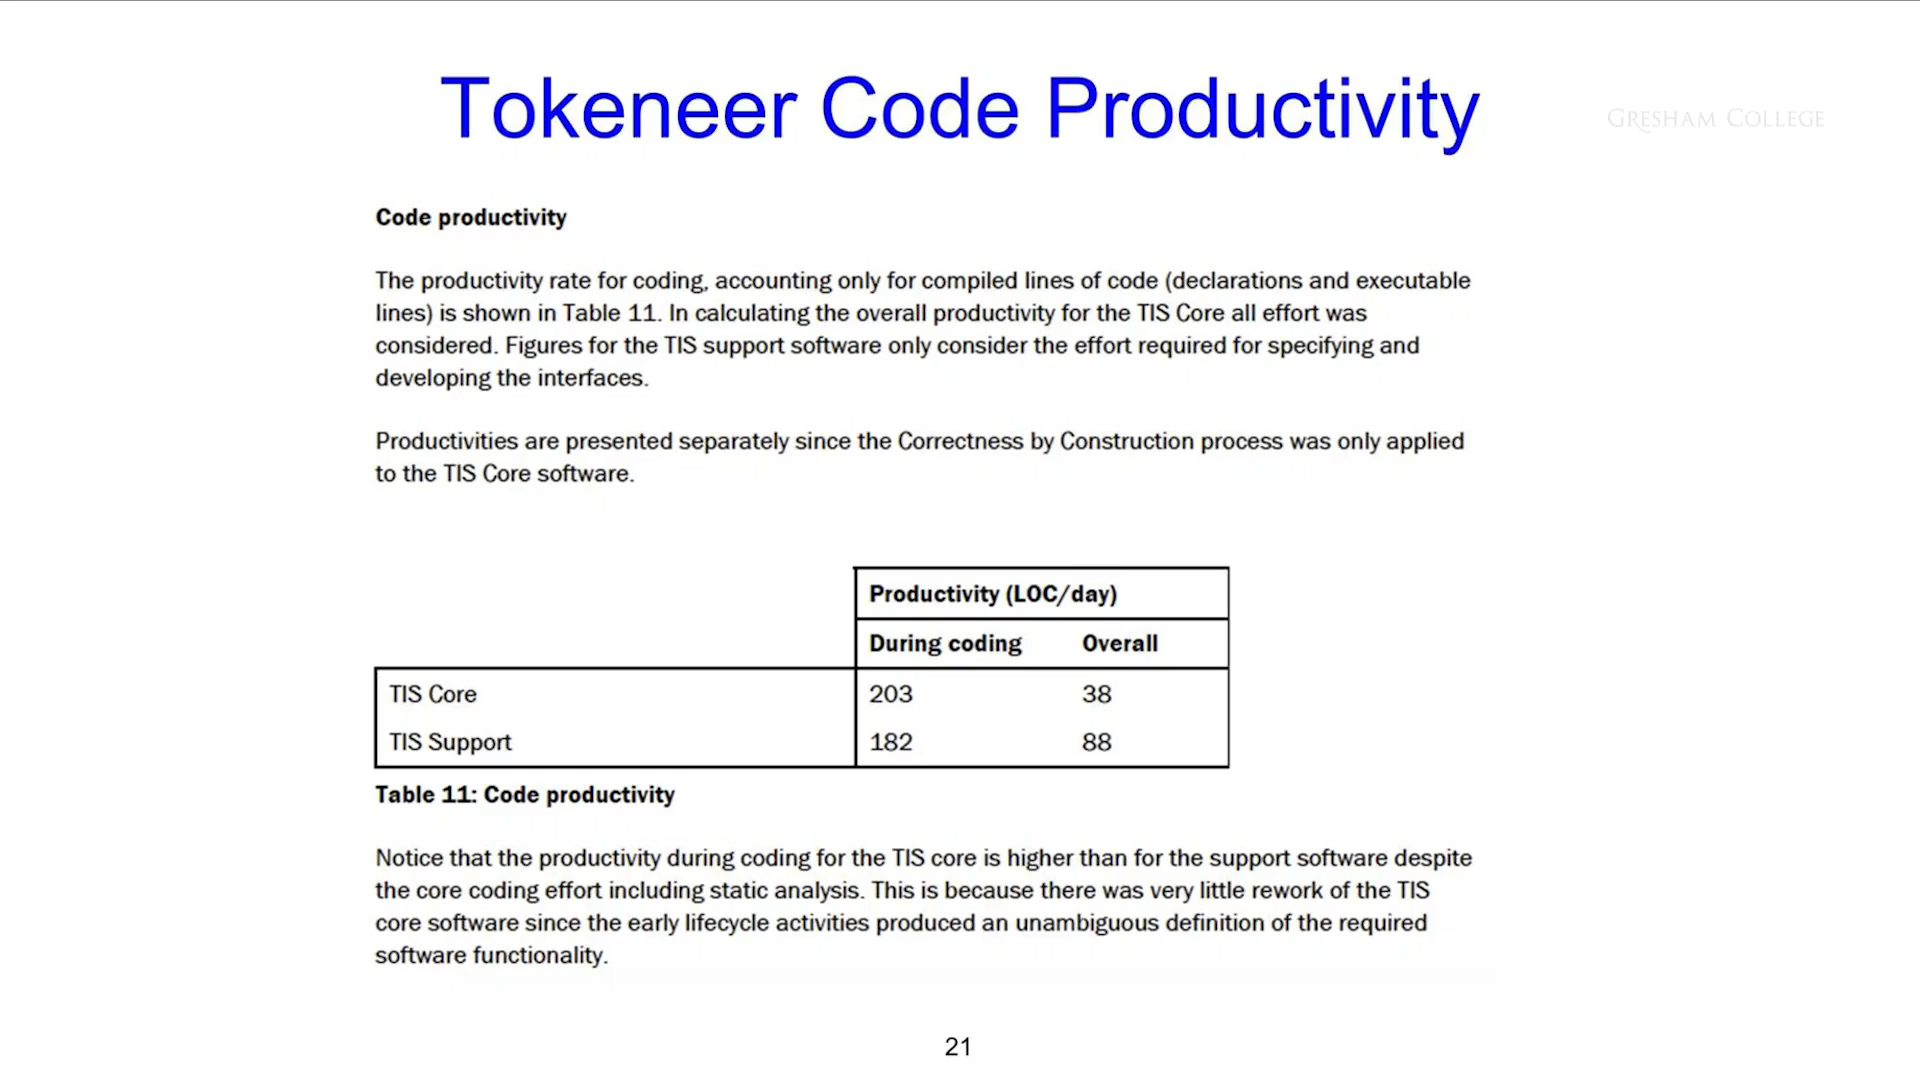 Tokeneer Code Productivity
GRESHAM COLLEGE
Code productivity
The productivity rate for coding, accounting only for compiled lines of code (declarations and executable
lines) is shown in Table 11. In calculating the overall productivity for the TIS Core all effort was
considered. Figures for the TIS support software only consider the effort required for specifying and
developing the interfaces.
Productivities are presented separately since the Correctness by Construction process was only applied
to the TIS Core software.
Productivity (LOC/day)
During coding Overall
TIS Core 203 38
TIS Support 182 88
Table 11: Code productivity
Notice that the productivity during coding for the TIS core is higher than for the support software despite
the core coding effort including static analysis. This is because there was very little rework of the TIS
core software since the early lifecycle activities produced an unambiguous definition of the required
software functionality.
21